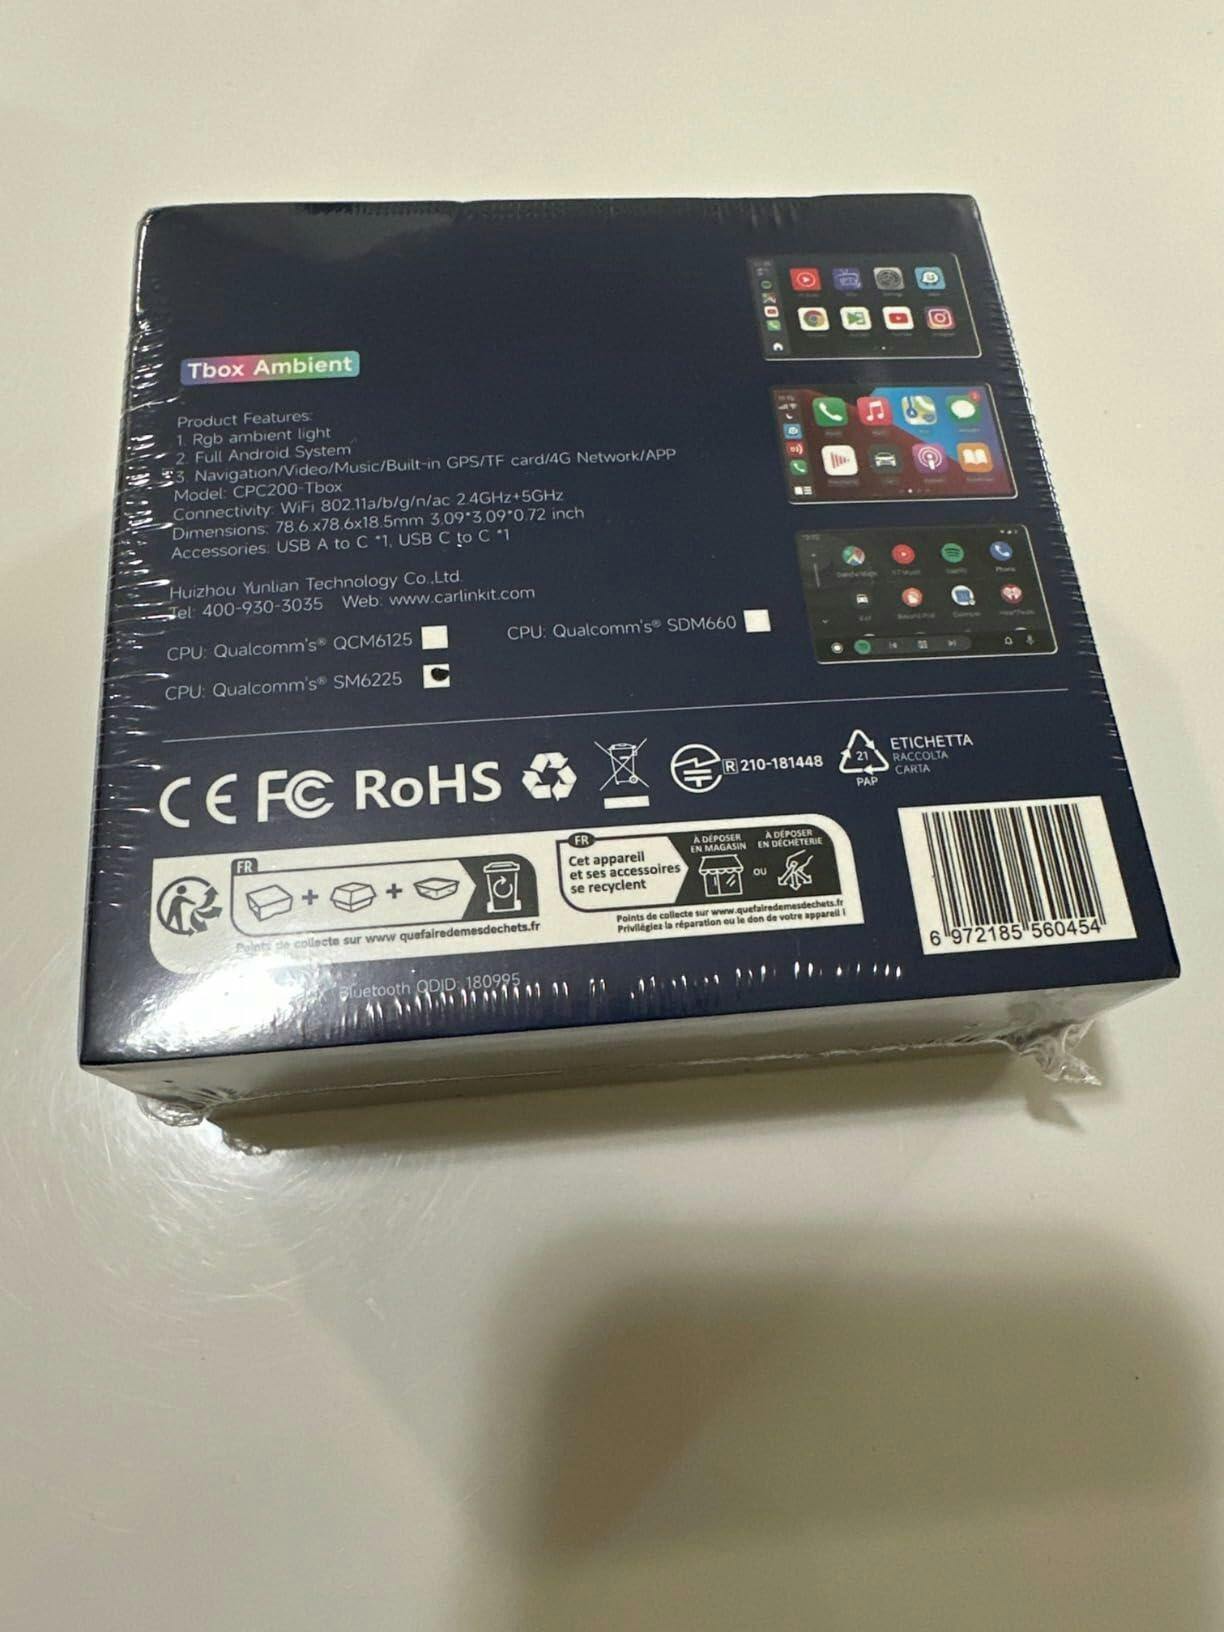 Tbox Ambient
Product Features:
1. Rgb ambient light
2. Full Android System
3. Navigation/Video/Music/Built-in GPS/TF card/4G Network/APP
Model: CPC200-Tbox
Connectivity: WiFi 802.11a/b/g/n/ac 2.4GHz+5GHz
Dimensions: 78.6x78.6x18.5mm 3.09*3.09*0.72 inch
Accessories: USB A to C *1, USB C to C *1
Huizhou Yunlian Technology Co.,Ltd.
Tel: 400-930-3035 Web: www.carlinkit.com
CPU: Qualcomm's® QCM6125
CPU: Qualcomm's® SDM660
CPU: Qualcomm's® SM6225
CE FC RoHS
R 210-181448
21
PAP
ETICHETTA
RACCOLTA
CARTA
FR
Points de collecte sur www quefairedemesdechets.fr
FR
Cet appareil
et ses accessoires
se recyclent
À DÉPOSER
EN MAGASIN
OU
À DÉPOSER
EN DÉCHÈTERIE
Points de collecte sur www.quefairedemesdechets.fr
Privilégiez la réparation ou le don de votre appareil !
6 972185 560454
Bluetooth QDID: 180995